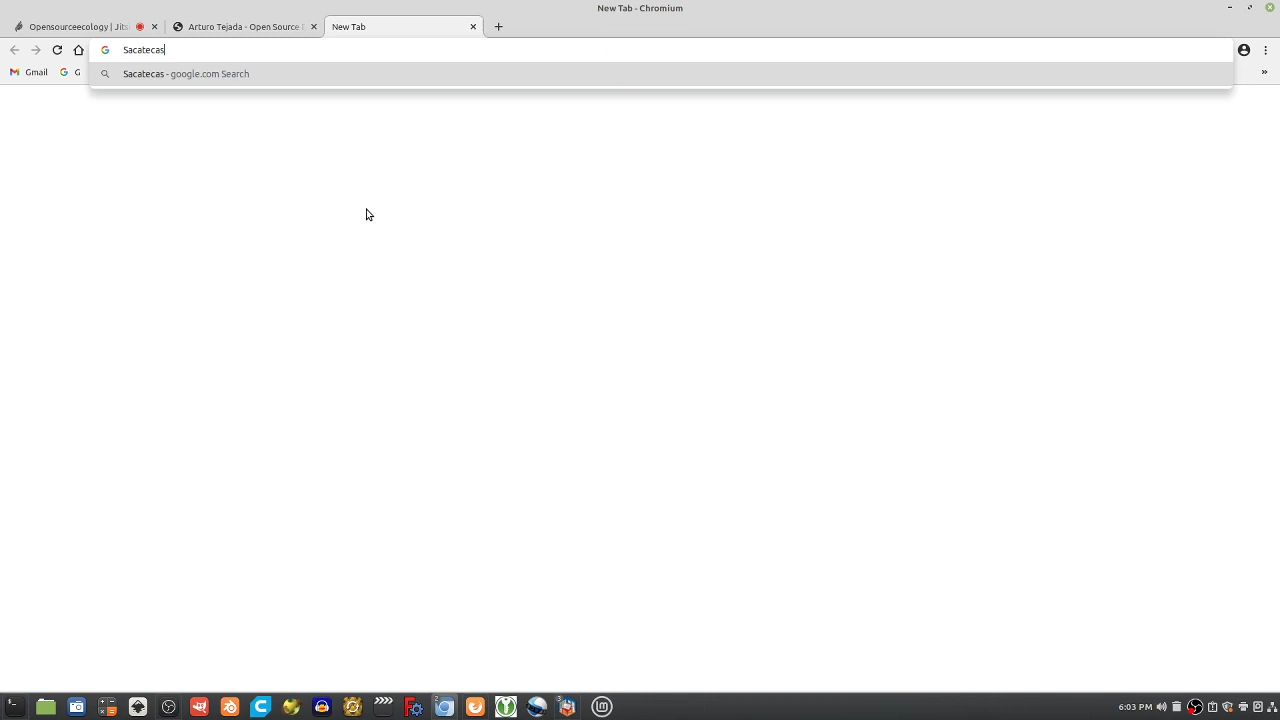 New Tab - Chromium
Opensourceecology | Jits
Arturo Tejada - Open Source E
New Tab
Sacatecas
Gmail
G
Sacatecas - google.com Search
6:03 PM